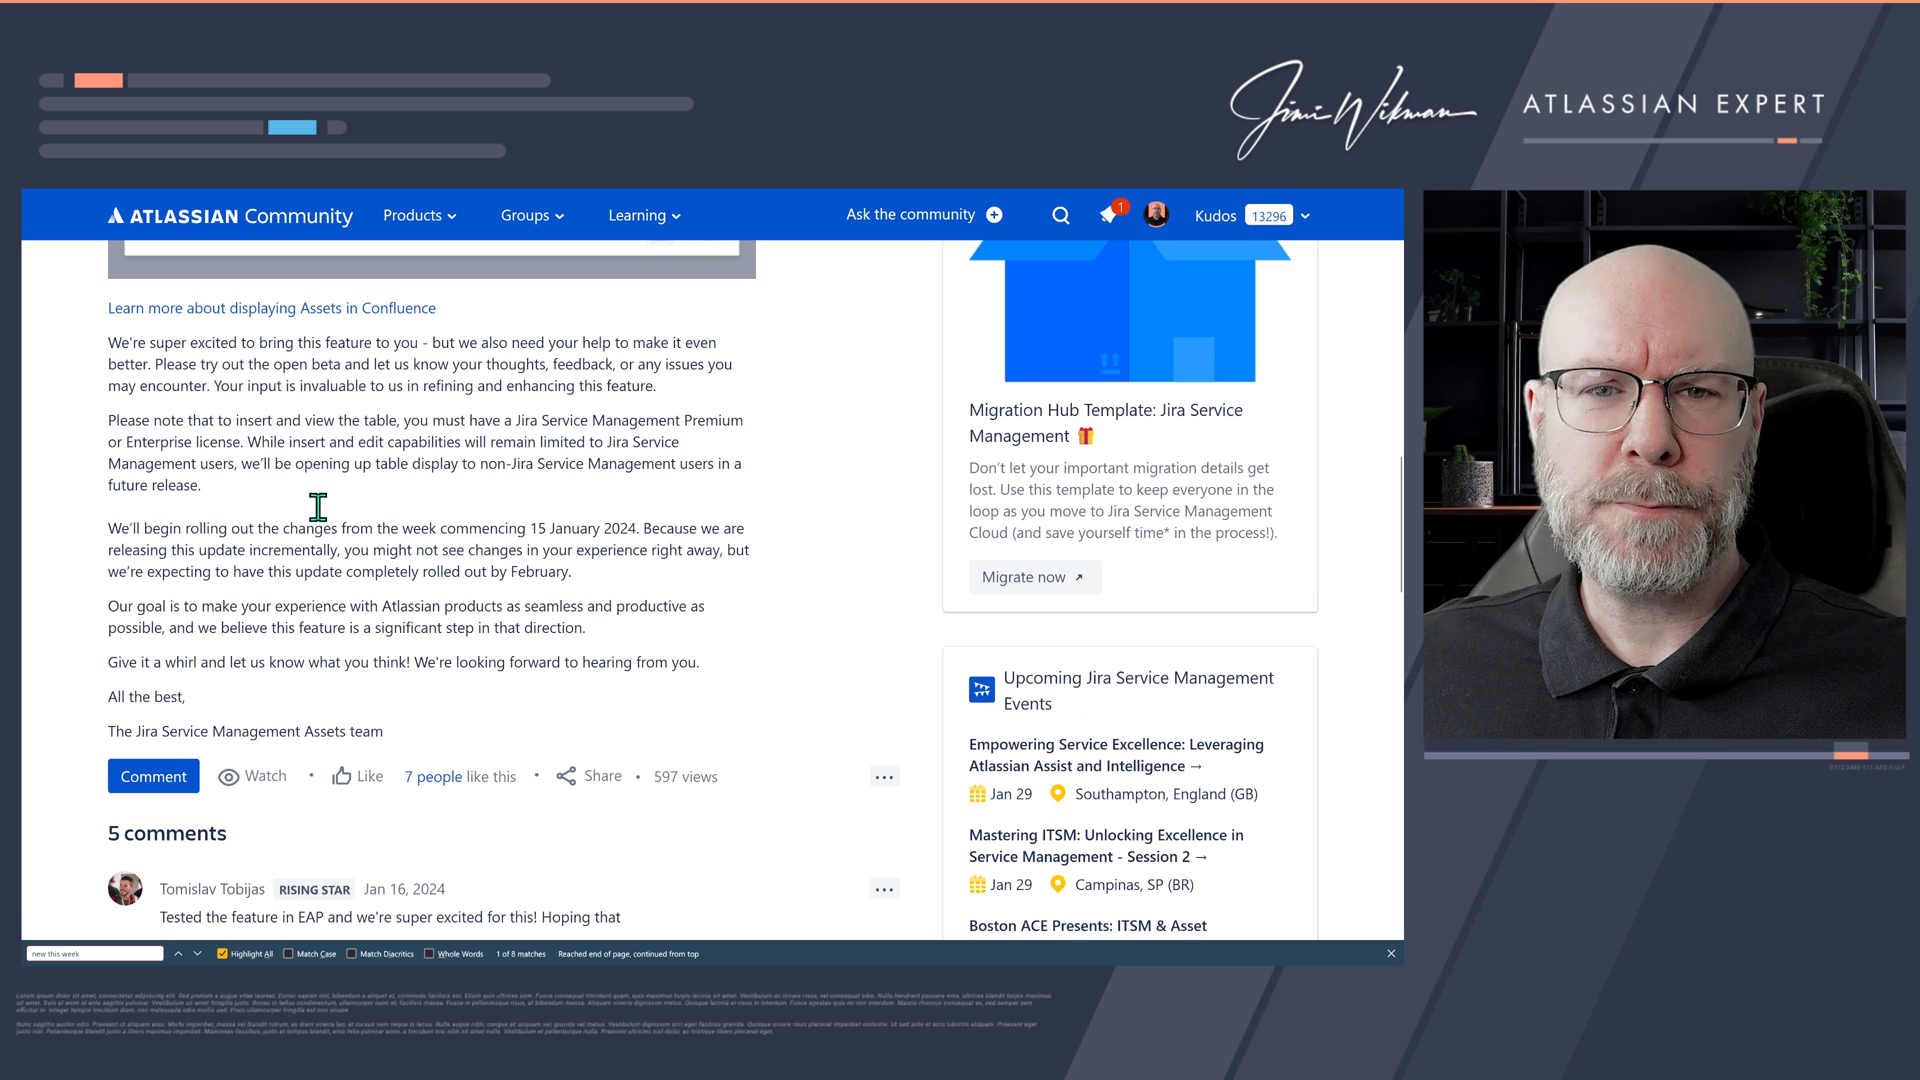 Jimi Wikman
ATLASSIAN EXPERT
ATLASSIAN Community
Products
Groups
Learning
Ask the community
1
Kudos 13296
Learn more about displaying Assets in Confluence
We're super excited to bring this feature to you - but we also need your help to make it even
better. Please try out the open beta and let us know your thoughts, feedback, or any issues you
may encounter. Your input is invaluable to us in refining and enhancing this feature.
Please note that to insert and view the table, you must have a Jira Service Management Premium
or Enterprise license. While insert and edit capabilities will remain limited to Jira Service
Management users, we'll be opening up table display to non-Jira Service Management users in a
future release.
We'll begin rolling out the changes from the week commencing 15 January 2024. Because we are
releasing this update incrementally, you might not see changes in your experience right away, but
we're expecting to have this update completely rolled out by February.
Our goal is to make your experience with Atlassian products as seamless and productive as
possible, and we believe this feature is a significant step in that direction.
Give it a whirl and let us know what you think! We're looking forward to hearing from you.
All the best,
The Jira Service Management Assets team
Comment
Watch
•
Like
7 people like this
•
Share
•
597 views
5 comments
Tomislav Tobijas RISING STAR Jan 16, 2024
Tested the feature in EAP and we're super excited for this! Hoping that
Migration Hub Template: Jira Service
Management 🎁
Don't let your important migration details get
lost. Use this template to keep everyone in the
loop as you move to Jira Service Management
Cloud (and save yourself time* in the process!).
Migrate now ↗
Upcoming Jira Service Management
Events
Empowering Service Excellence: Leveraging
Atlassian Assist and Intelligence →
Jan 29 Southampton, England (GB)
Mastering ITSM: Unlocking Excellence in
Service Management - Session 2 →
Jan 29 Campinas, SP (BR)
Boston ACE Presents: ITSM & Asset
new this week
Highlight All
Match Case
Match Diacritics
Whole Words
1 of 8 matches
Reached end of page, continued from top